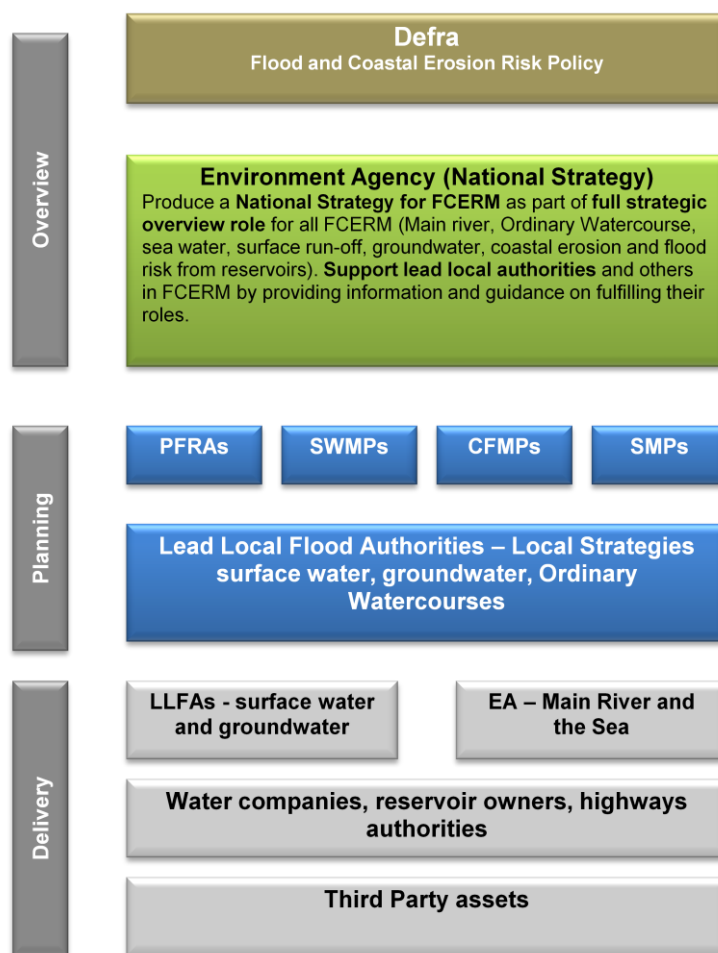 Overview
Defra
Flood and Coastal Erosion Risk Policy
Environment Agency (National Strategy)
Produce a National Strategy for FCERM as part of full strategic
overview role for all FCERM (Main river, Ordinary Watercourse,
sea water, surface run-off, groundwater, coastal erosion and flood
risk from reservoirs). Support lead local authorities and others
in FCERM by providing information and guidance on fulfilling their
roles.
Planning
PFRAs
SWMPs
CFMPs
SMPs
Lead Local Flood Authorities – Local Strategies
surface water, groundwater, Ordinary
Watercourses
Delivery
LLFAs - surface water
and groundwater
EA – Main River and
the Sea
Water companies, reservoir owners, highways
authorities
Third Party assets